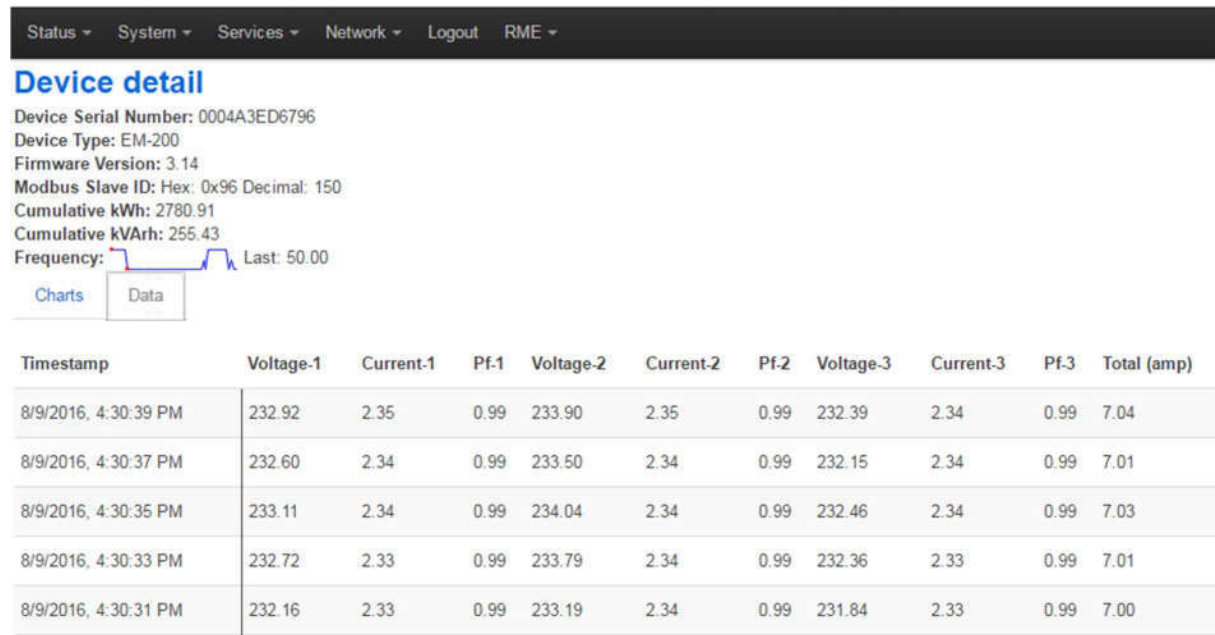 Status System Services Network Logout RME
Device detail
Device Serial Number: 0004A3ED6796
Device Type: EM-200
Firmware Version: 3.14
Modbus Slave ID: Hex: 0x96 Decimal: 150
Cumulative kWh: 2780.91
Cumulative kVArh: 255.43
Frequency: Last: 50.00
Charts Data
Timestamp Voltage-1 Current-1 Pf-1 Voltage-2 Current-2 Pf-2 Voltage-3 Current-3 Pf-3 Total (amp)
8/9/2016, 4:30:39 PM 232.92 2.35 0.99 233.90 2.35 0.99 232.39 2.34 0.99 7.04
8/9/2016, 4:30:37 PM 232.60 2.34 0.99 233.50 2.34 0.99 232.15 2.34 0.99 7.01
8/9/2016, 4:30:35 PM 233.11 2.34 0.99 234.04 2.34 0.99 232.46 2.34 0.99 7.03
8/9/2016, 4:30:33 PM 232.72 2.33 0.99 233.79 2.34 0.99 232.36 2.33 0.99 7.01
8/9/2016, 4:30:31 PM 232.16 2.33 0.99 233.19 2.34 0.99 231.84 2.33 0.99 7.00